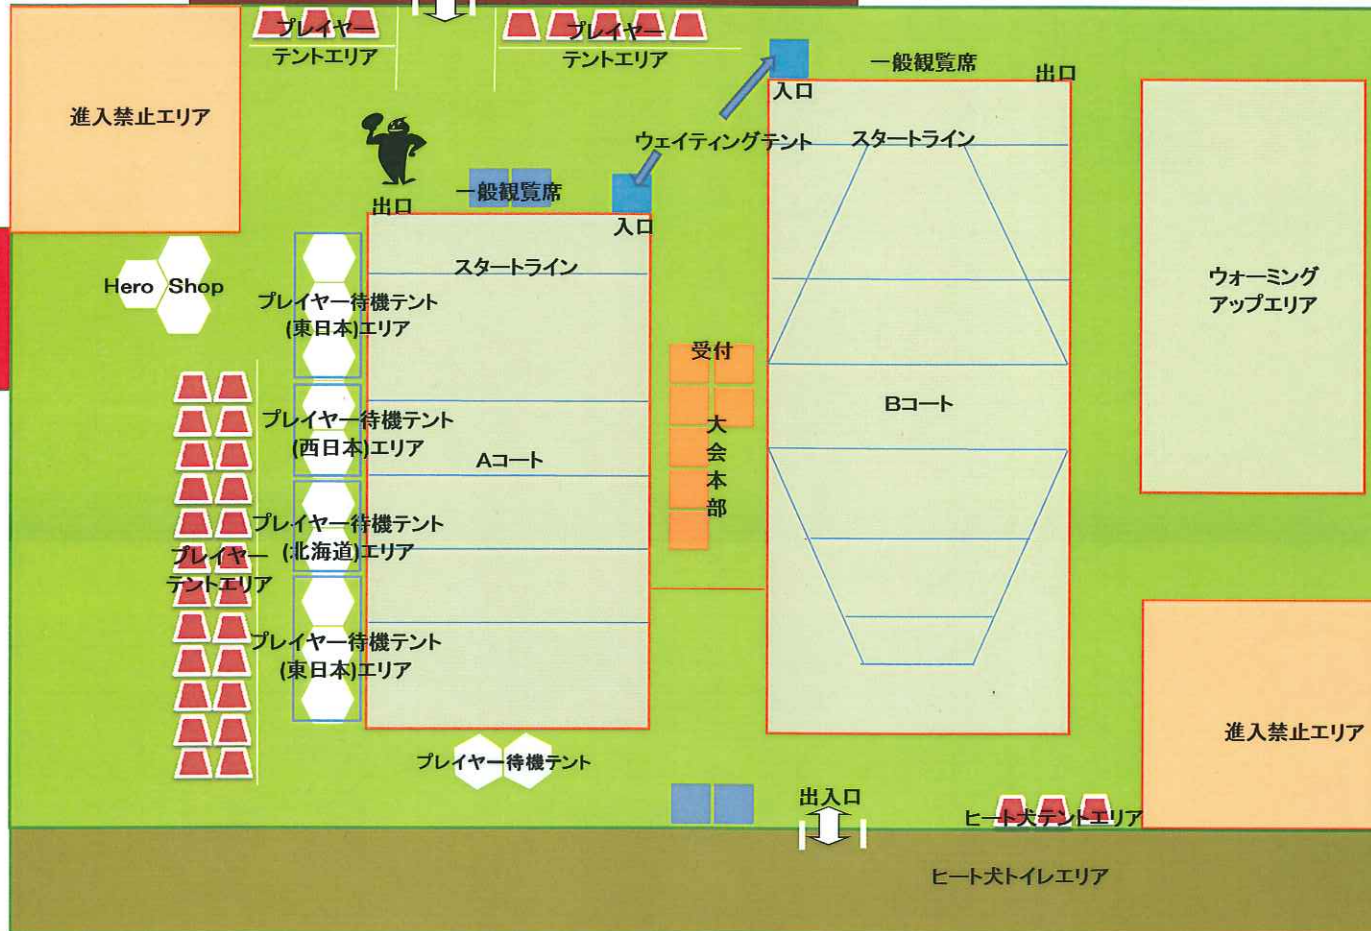 プレイヤー
テントエリア
プレイヤー
テントエリア
一般観覧席
出口
入口
進入禁止エリア
ウェイティングテント
スタートライン
一般観覧席
出口
入口
スタートライン
Hero Shop
プレイヤー待機テント
(東日本)エリア
ウォーミング
アップエリア
受付
大会本部
Bコート
プレイヤー待機テント
(西日本)エリア
Aコート
プレイヤー待機テント
(北海道)エリア
プレイヤー
テントエリア
プレイヤー待機テント
(東日本)エリア
進入禁止エリア
プレイヤー待機テント
出入口
ヒート犬テントエリア
ヒート犬トイレエリア